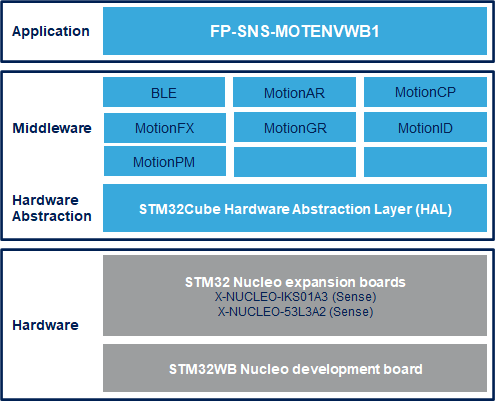 Application
FP-SNS-MOTENVWB1
BLE
MotionAR
MotionCP
Middleware
MotionFX
MotionGR
MotionID
MotionPM
Hardware
Abstraction
STM32Cube Hardware Abstraction Layer (HAL)
STM32 Nucleo expansion boards
X-NUCLEO-IKS01A3 (Sense)
X-NUCLEO-53L3A2 (Sense)
Hardware
STM32WB Nucleo development board